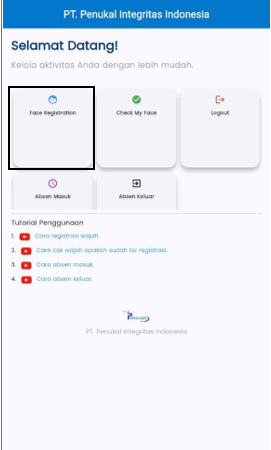 PT. Penukal Integritas Indonesia
Selamat Datang!
Kelola aktivitas Anda dengan lebih mudah.
Face Registration
Check My Face
Logout
Absen Masuk
Absen Keluar
Tutorial Penggunaan
1. Cara registrasi wajah.
2. Cara cek wajah apakah sudah ter registrasi.
3. Cara absen masuk.
4. Cara absen keluar.
PT. Penukal Integritas Indonesia